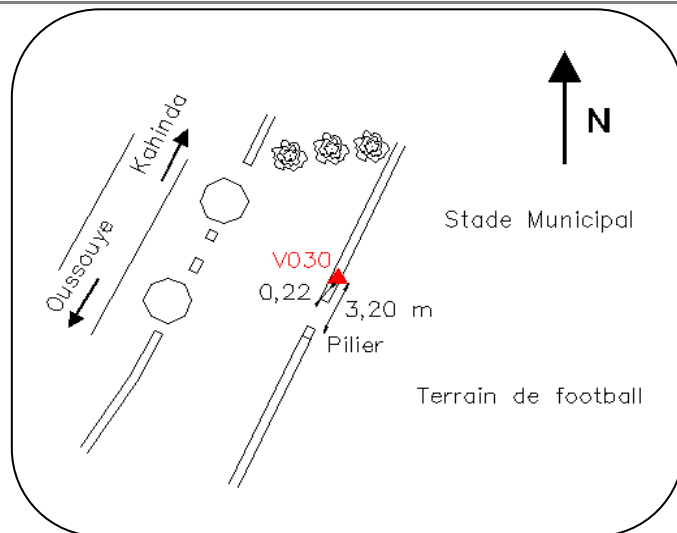 Kahinda
N
Oussouye
Stade Municipal
V030
0,22
3,20 m
Pilier
Terrain de football